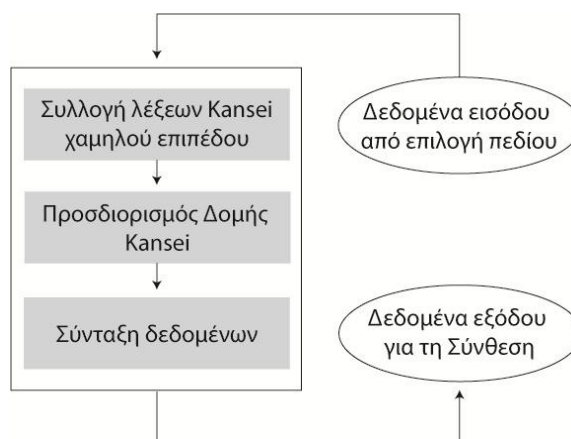 Συλλογή λέξεων Kansei
χαμηλού επιπέδου
Προσδιορισμός Δομής
Kansei
Σύνταξη δεδομένων
Δεδομένα εισόδου
από επιλογή πεδίου
Δεδομένα εξόδου
για τη Σύνθεση